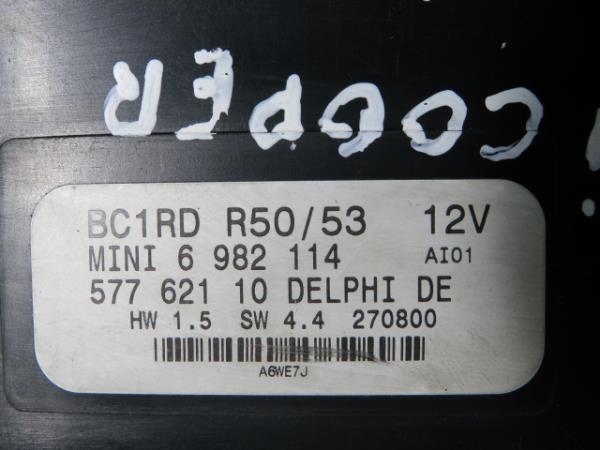 COOPER
BC1RD R50/53 12V
MINI 6 982 114 AI01
577 621 10 DELPHI DE
HW 1.5 SW 4.4 270800
A6WE7J